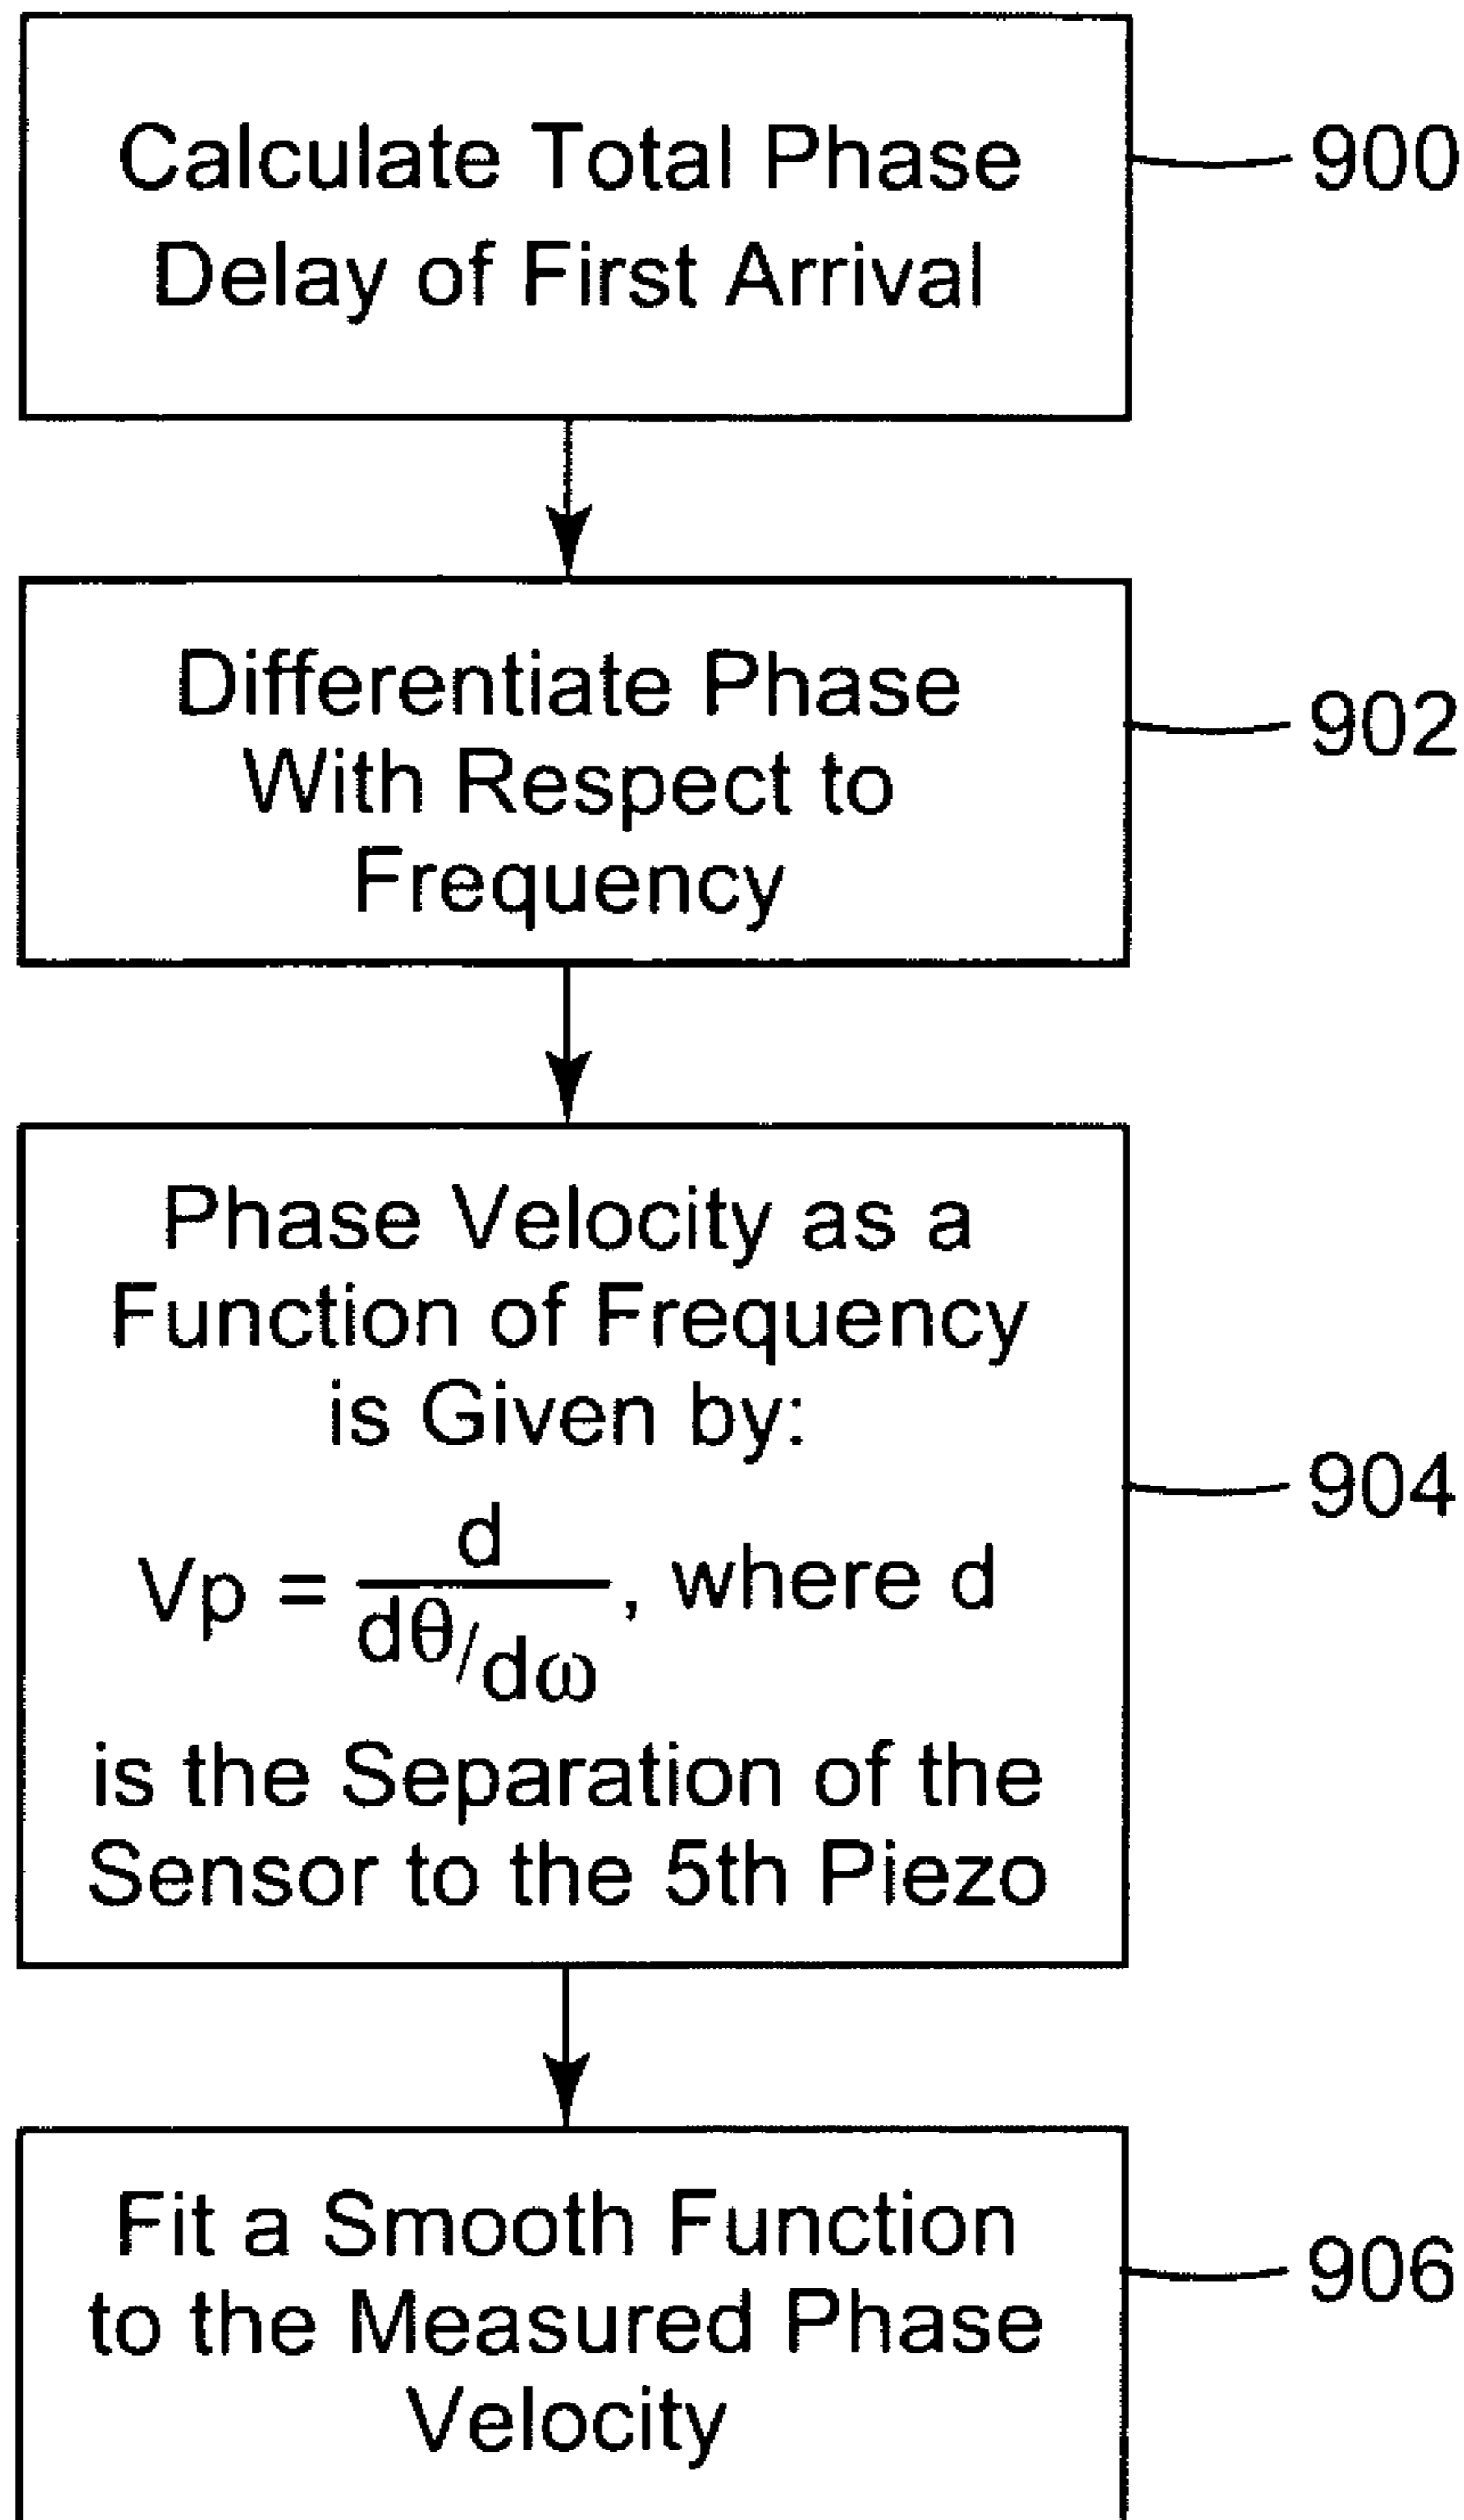 Calculate Total Phase
Delay of First Arrival
900
Differentiate Phase
With Respect to
Frequency
902
Phase Velocity as a
Function of Frequency
is Given by:
Vp = d / dθ/dω , where d
is the Separation of the
Sensor to the 5th Piezo
904
Fit a Smooth Function
to the Measured Phase
Velocity
906